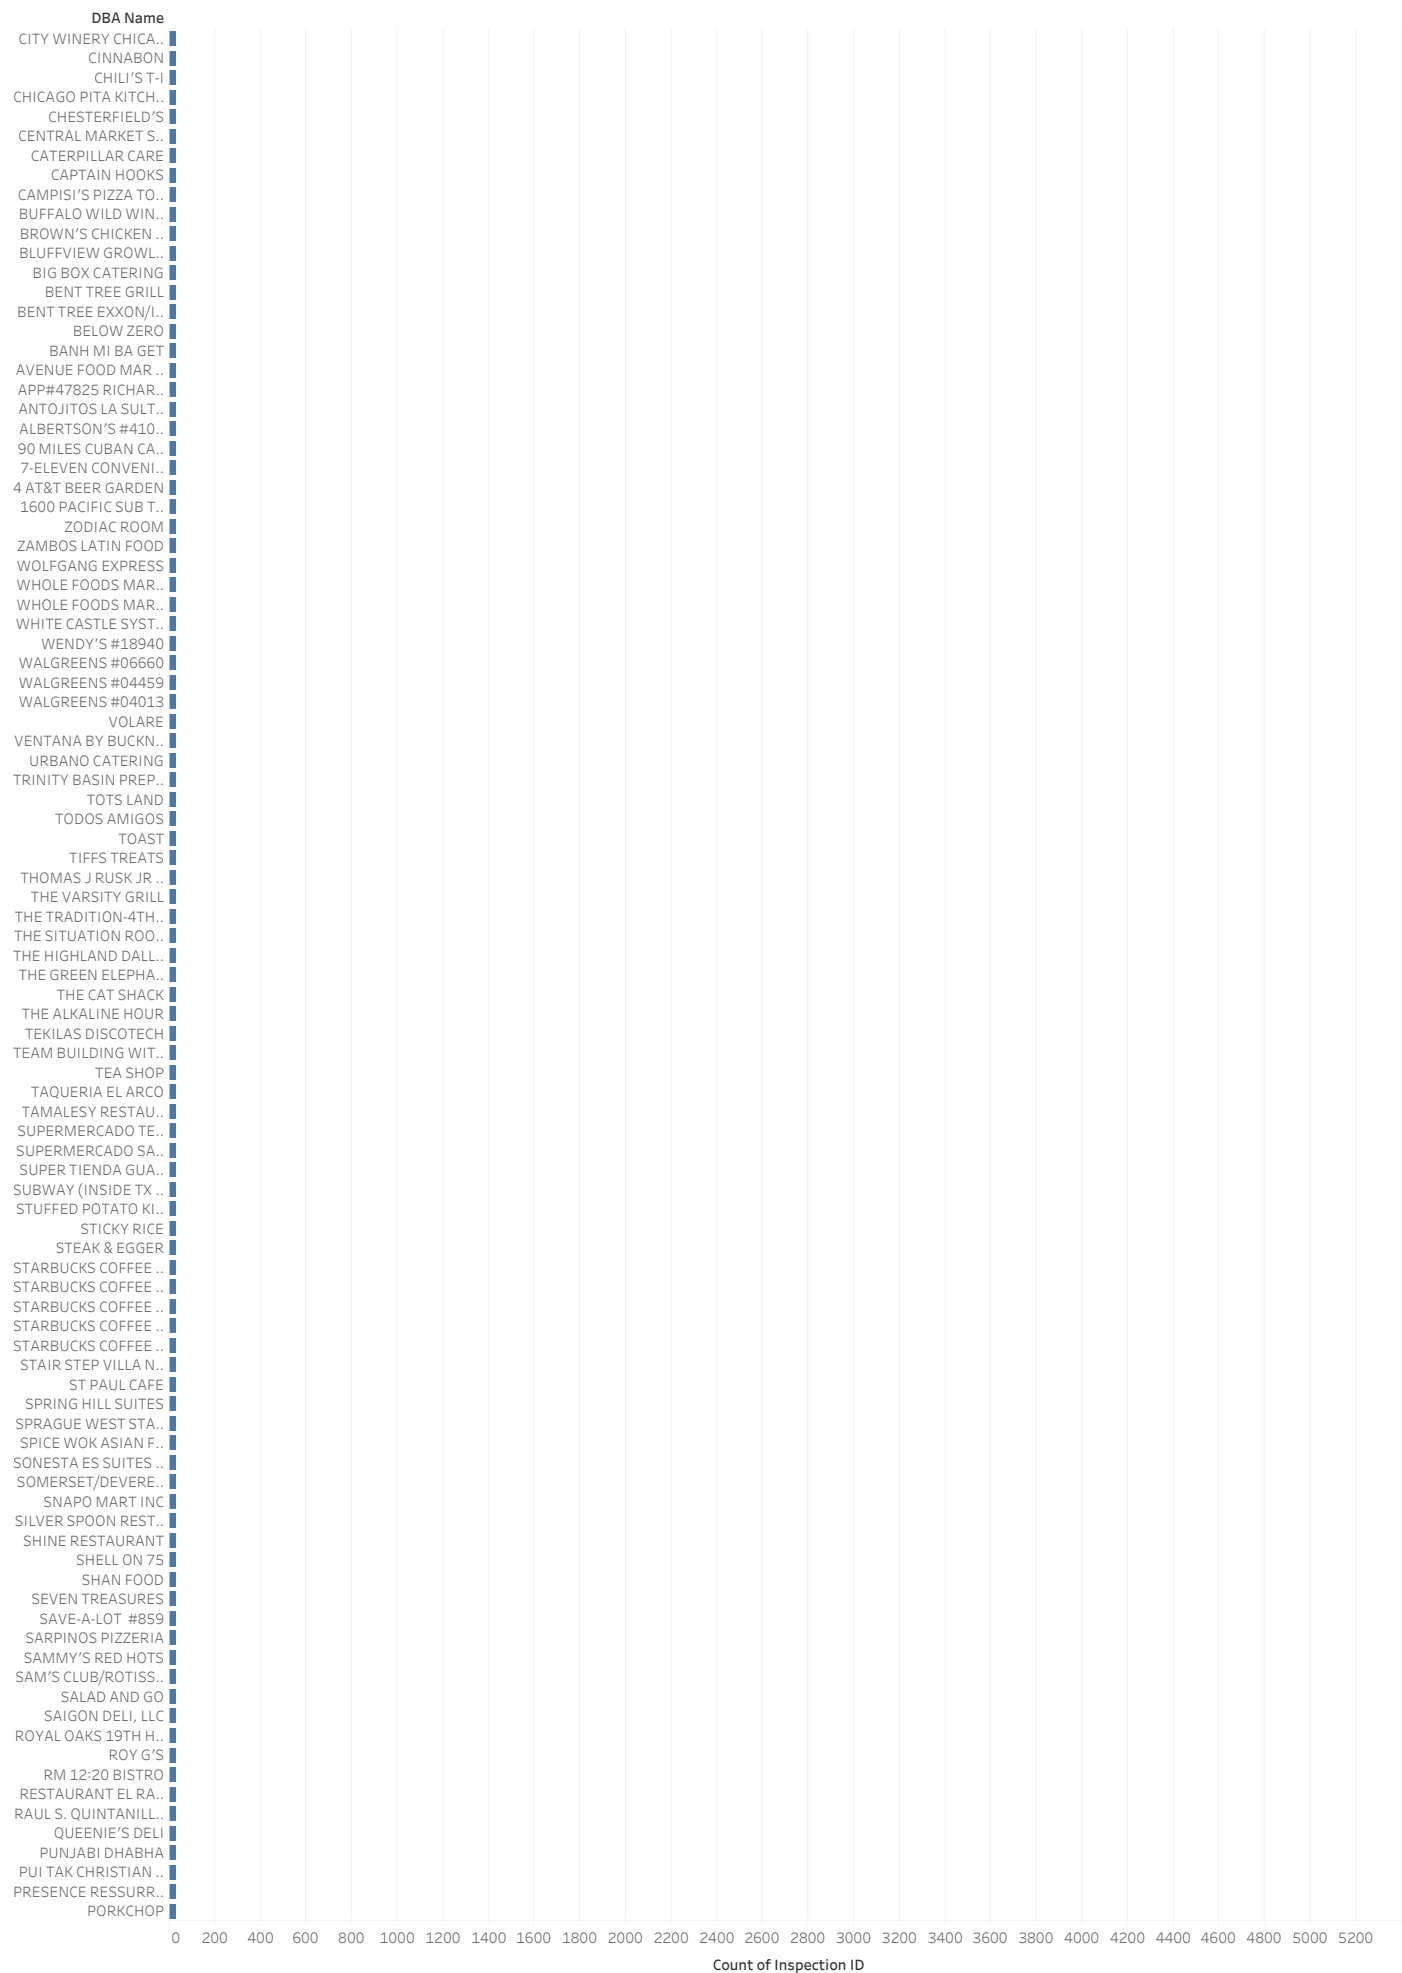 DBA Name
CITY WINERY CHICA..
CINNABON
CHILI'S T-I
CHICAGO PITA KITCH..
CHESTERFIELD'S
CENTRAL MARKET S..
CATERPILLAR CARE
CAPTAIN HOOKS
CAMPISI'S PIZZA TO..
BUFFALO WILD WIN..
BROWN'S CHICKEN ..
BLUFFVIEW GROWL..
BIG BOX CATERING
BENT TREE GRILL
BENT TREE EXXON/I..
BELOW ZERO
BANH MI BA GET
AVENUE FOOD MAR ..
APP#47825 RICHAR..
ANTOJITOS LA SULT..
ALBERTSON'S #410..
90 MILES CUBAN CA..
7-ELEVEN CONVENI..
4 AT&T BEER GARDEN
1600 PACIFIC SUB T..
ZODIAC ROOM
ZAMBOS LATIN FOOD
WOLFGANG EXPRESS
WHOLE FOODS MAR..
WHOLE FOODS MAR..
WHITE CASTLE SYST..
WENDY'S #18940
WALGREENS #06660
WALGREENS #04459
WALGREENS #04013
VOLARE
VENTANA BY BUCKN..
URBANO CATERING
TRINITY BASIN PREP..
TOTS LAND
TODOS AMIGOS
TOAST
TIFFS TREATS
THOMAS J RUSK JR ..
THE VARSITY GRILL
THE TRADITION-4TH..
THE SITUATION ROO..
THE HIGHLAND DALL..
THE GREEN ELEPHA..
THE CAT SHACK
THE ALKALINE HOUR
TEKILAS DISCOTECH
TEAM BUILDING WIT..
TEA SHOP
TAQUERIA EL ARCO
TAMALESY RESTAU..
SUPERMERCADO TE..
SUPERMERCADO SA..
SUPER TIENDA GUA..
SUBWAY (INSIDE TX ..
STUFFED POTATO KI..
STICKY RICE
STEAK & EGGER
STARBUCKS COFFEE ..
STARBUCKS COFFEE ..
STARBUCKS COFFEE ..
STARBUCKS COFFEE ..
STARBUCKS COFFEE ..
STAIR STEP VILLA N..
ST PAUL CAFE
SPRING HILL SUITES
SPRAGUE WEST STA..
SPICE WOK ASIAN F..
SONESTA ES SUITES ..
SOMERSET/DEVERE..
SNAPO MART INC
SILVER SPOON REST..
SHINE RESTAURANT
SHELL ON 75
SHAN FOOD
SEVEN TREASURES
SAVE-A-LOT  #859
SARPINOS PIZZERIA
SAMMY'S RED HOTS
SAM'S CLUB/ROTISS..
SALAD AND GO
SAIGON DELI, LLC
ROYAL OAKS 19TH H..
ROY G'S
RM 12:20 BISTRO
RESTAURANT EL RA..
RAUL S. QUINTANILL..
QUEENIE'S DELI
PUNJABI DHABHA
PUI TAK CHRISTIAN ..
PRESENCE RESSURR..
PORKCHOP
0 200 400 600 800 1000 1200 1400 1600 1800 2000 2200 2400 2600 2800 3000 3200 3400 3600 3800 4000 4200 4400 4600 4800 5000 5200
Count of Inspection ID